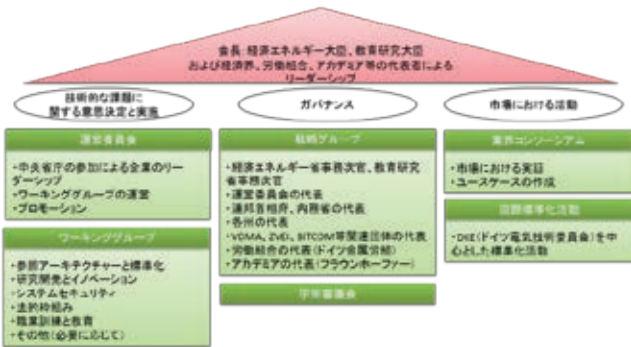 会長：経済エネルギー大臣、教育研究大臣
および経済界、労働組合、アカデミア等の代表者による
リーダーシップ
技術的な課題に
関する意思決定と実施
ガバナンス
市場における活動
運営委員会
・中央省庁の参加による企業のリー
ダーシップ
・ワーキンググループの運営
・プロモーション
ワーキンググループ
・参照アーキテクチャーと標準化
・研究開発とイノベーション
・システムセキュリティ
・法的枠組み
・職業訓練と教育
・その他（必要に応じて）
戦略グループ
・経済エネルギー省事務次官、教育研究
省事務次官
・運営委員会の代表
・連邦首相府、内務省の代表
・各州の代表
・VDMA、ZVEI、BITCOM等関連団体の代表
・労働組合の代表（ドイツ金属労組）
・アカデミアの代表（フラウンホーファー）
学術審議会
業界コンソーシアム
・市場における実証
・ユースケースの作成
国際標準化活動
・DKE（ドイツ電気技術委員会）を中
心とした標準化活動